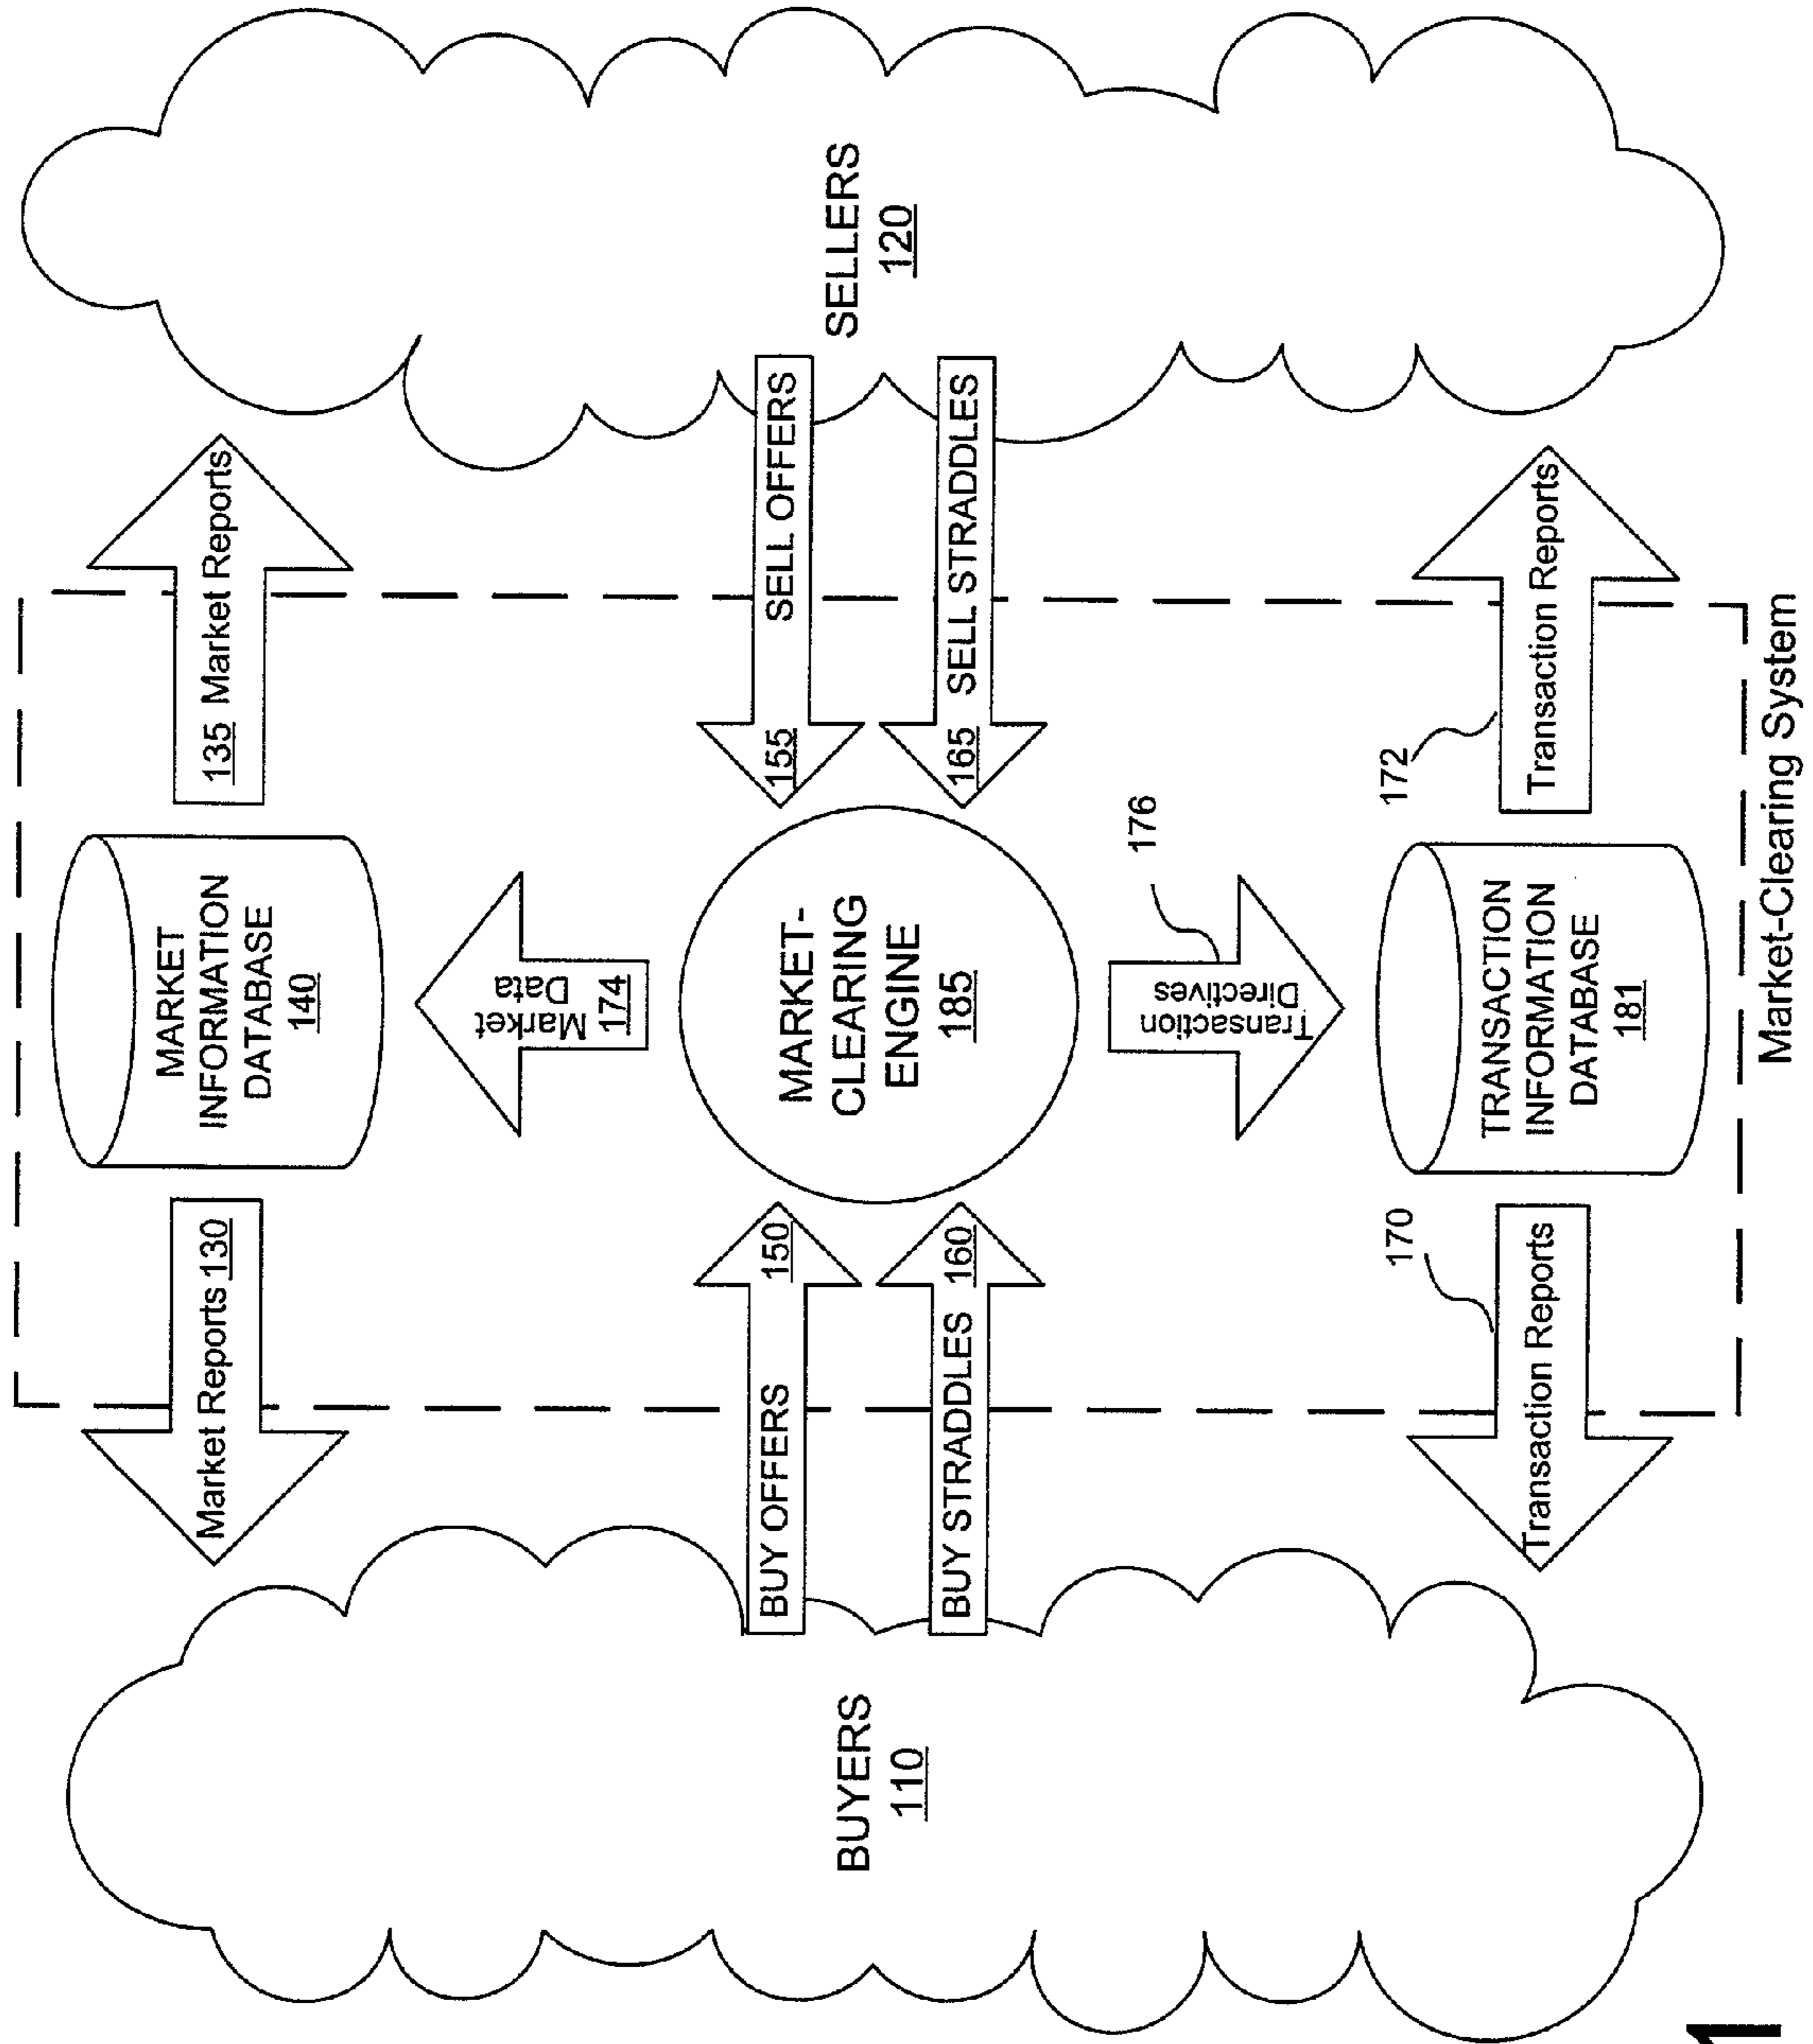 Market Reports 130
MARKET
INFORMATION
DATABASE
140
135 Market Reports
Market
Data
174
BUYERS
110
BUY OFFERS 150
BUY STRADDLES 160
MARKET-
CLEARING
ENGINE
185
155 SELL OFFERS
165 SELL STRADDLES
SELLERS
120
176
Transaction
Directives
170
Transaction Reports
TRANSACTION
INFORMATION
DATABASE
181
172
Transaction Reports
Market-Clearing System
1